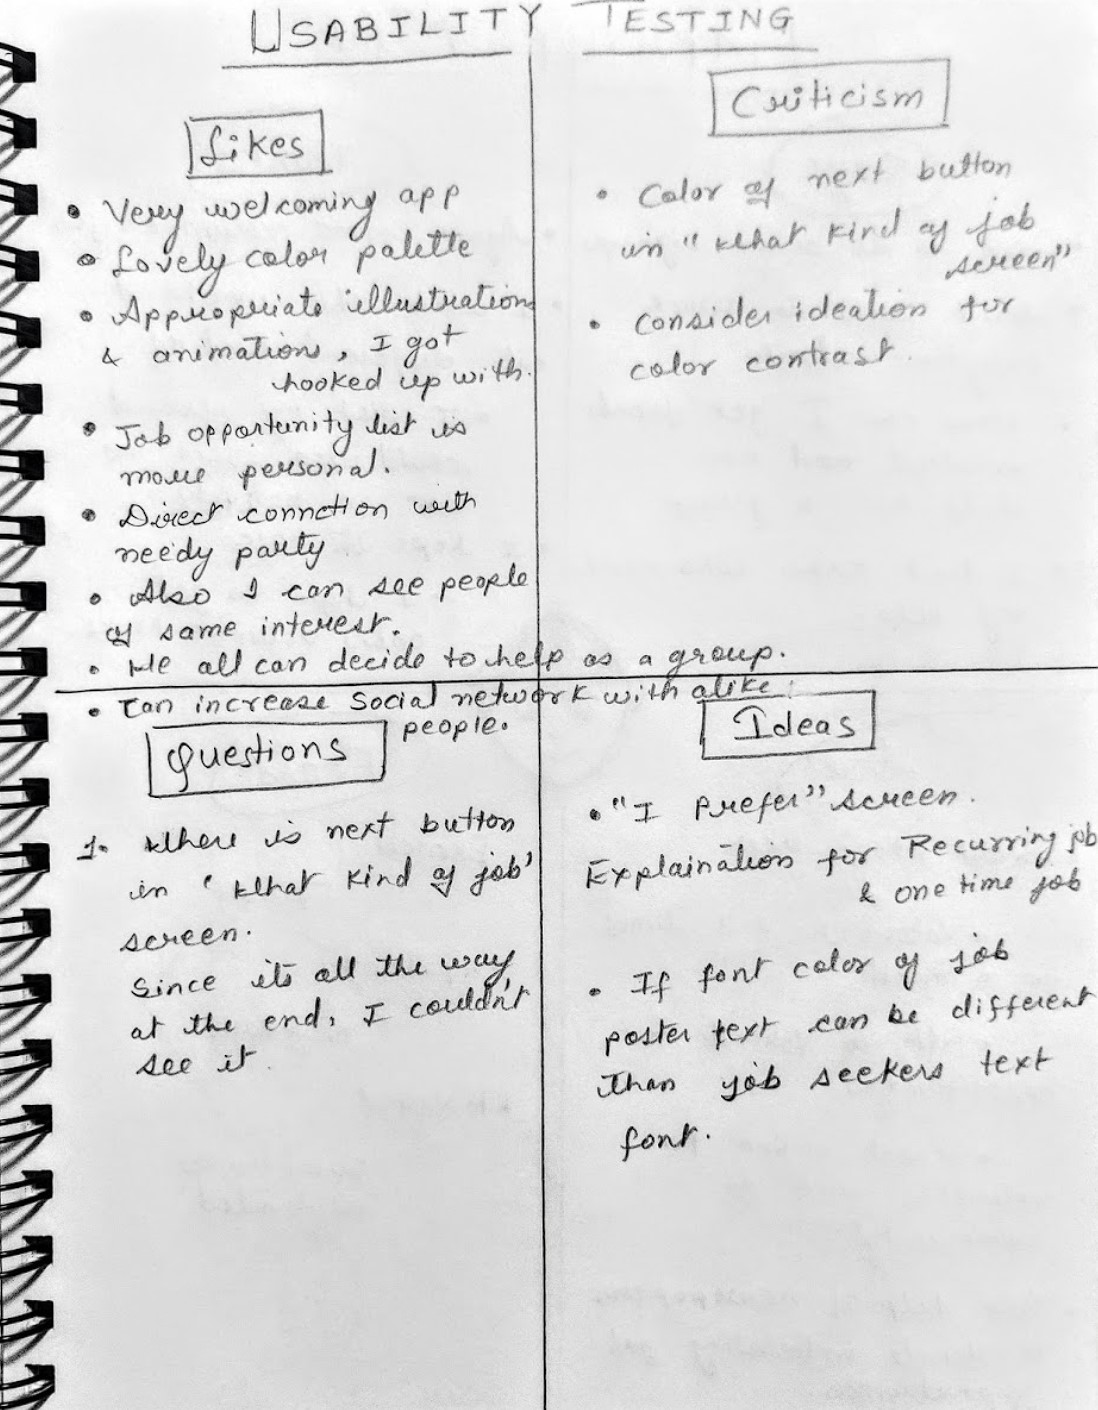 USABILITY TESTING
Likes
• Very welcoming app
• Lovely color palette
• Appropriate illustrations
& animations, I got
hooked up with.
• Job opportunity list is
more personal.
• Direct connction with
needy party
• Also I can see people
of same interest.
• We all can decide to help as a group.
• Can increase social network with alike
people.
Criticism
• Color of next button
in "What kind of job
screen"
• Consider ideation for
color contrast.
Questions
1. Where is next button
in 'What kind of job'
screen.
Since its all the way
at the end, I couldn't
see it.
Ideas
• "I Prefer" screen.
Explaination for Recurring job
& one time job
• If font color of job
poster text can be different
than job seekers text
font.